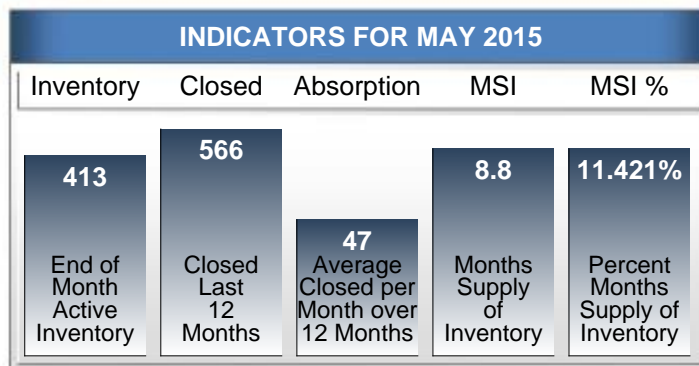 INDICATORS FOR MAY 2015
Inventory Closed Absorption MSI MSI %
413
End of
Month
Active
Inventory
566
Closed
Last
12
Months
47
Average
Closed per
Month over
12 Months
8.8
Months
Supply
of
Inventory
11.421%
Percent
Months
Supply of
Inventory